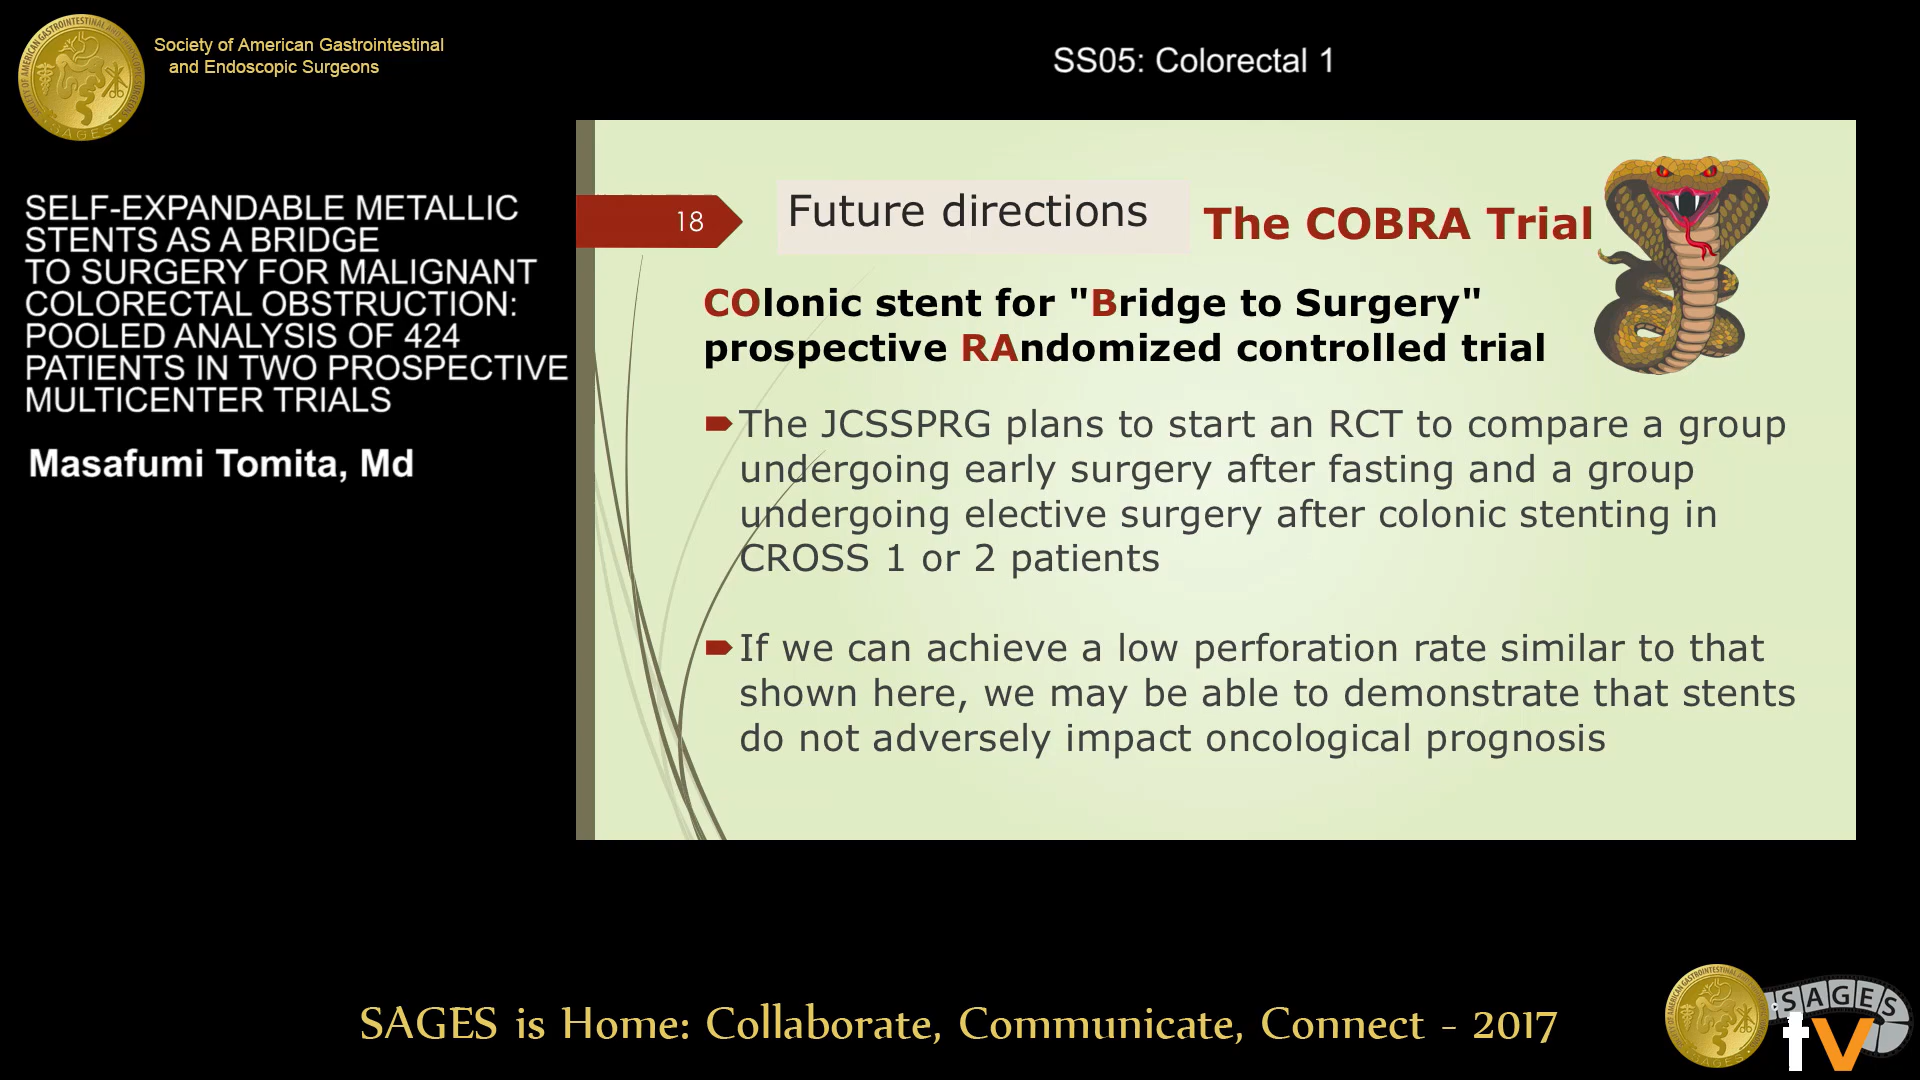 Society of American Gastrointestinal
and Endoscopic Surgeons
SS05: Colorectal 1
SELF-EXPANDABLE METALLIC
STENTS AS A BRIDGE
TO SURGERY FOR MALIGNANT
COLORECTAL OBSTRUCTION:
POOLED ANALYSIS OF 424
PATIENTS IN TWO PROSPECTIVE
MULTICENTER TRIALS
Masafumi Tomita, Md
18
Future directions
The COBRA Trial
COlonic stent for "Bridge to Surgery"
prospective RAndomized controlled trial
The JCSSPRG plans to start an RCT to compare a group
undergoing early surgery after fasting and a group
undergoing elective surgery after colonic stenting in
CROSS 1 or 2 patients
If we can achieve a low perforation rate similar to that
shown here, we may be able to demonstrate that stents
do not adversely impact oncological prognosis
SAGES is Home: Collaborate, Communicate, Connect - 2017
SAGES
tv